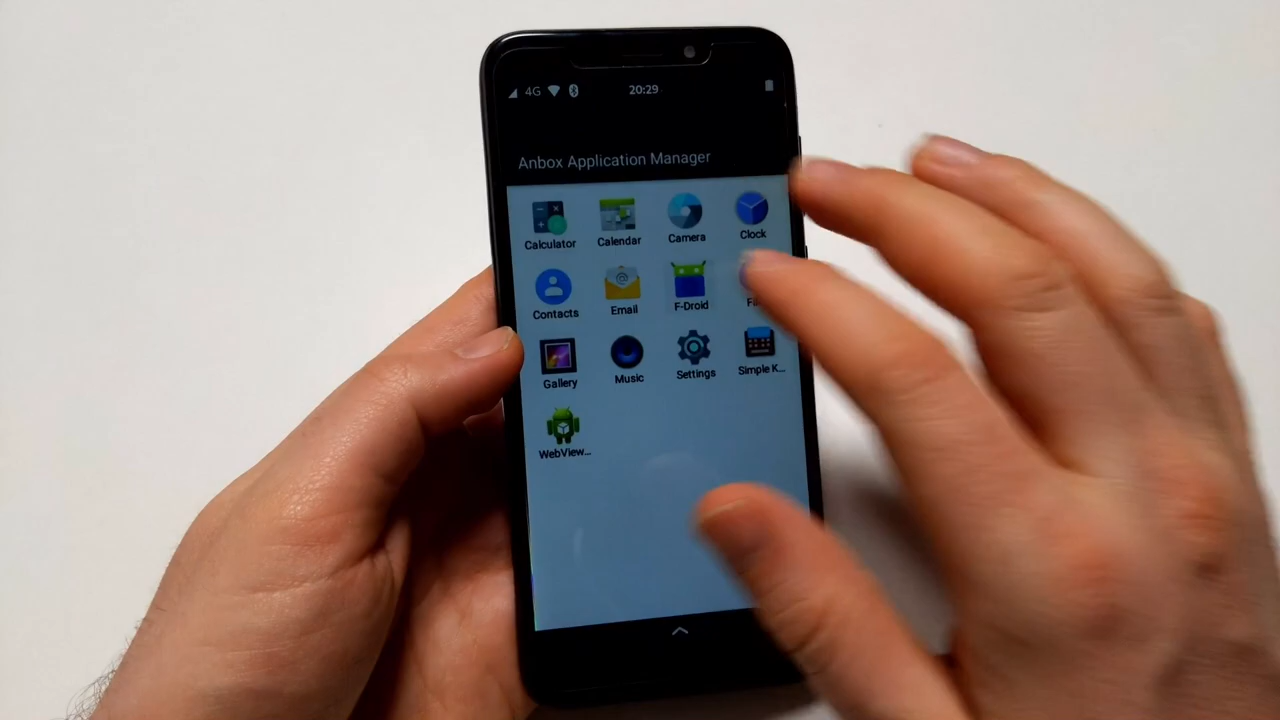 4G 20:29
Anbox Application Manager
Calculator Calendar Camera Clock
Contacts Email F-Droid
Gallery Music Settings Simple K...
WebView...